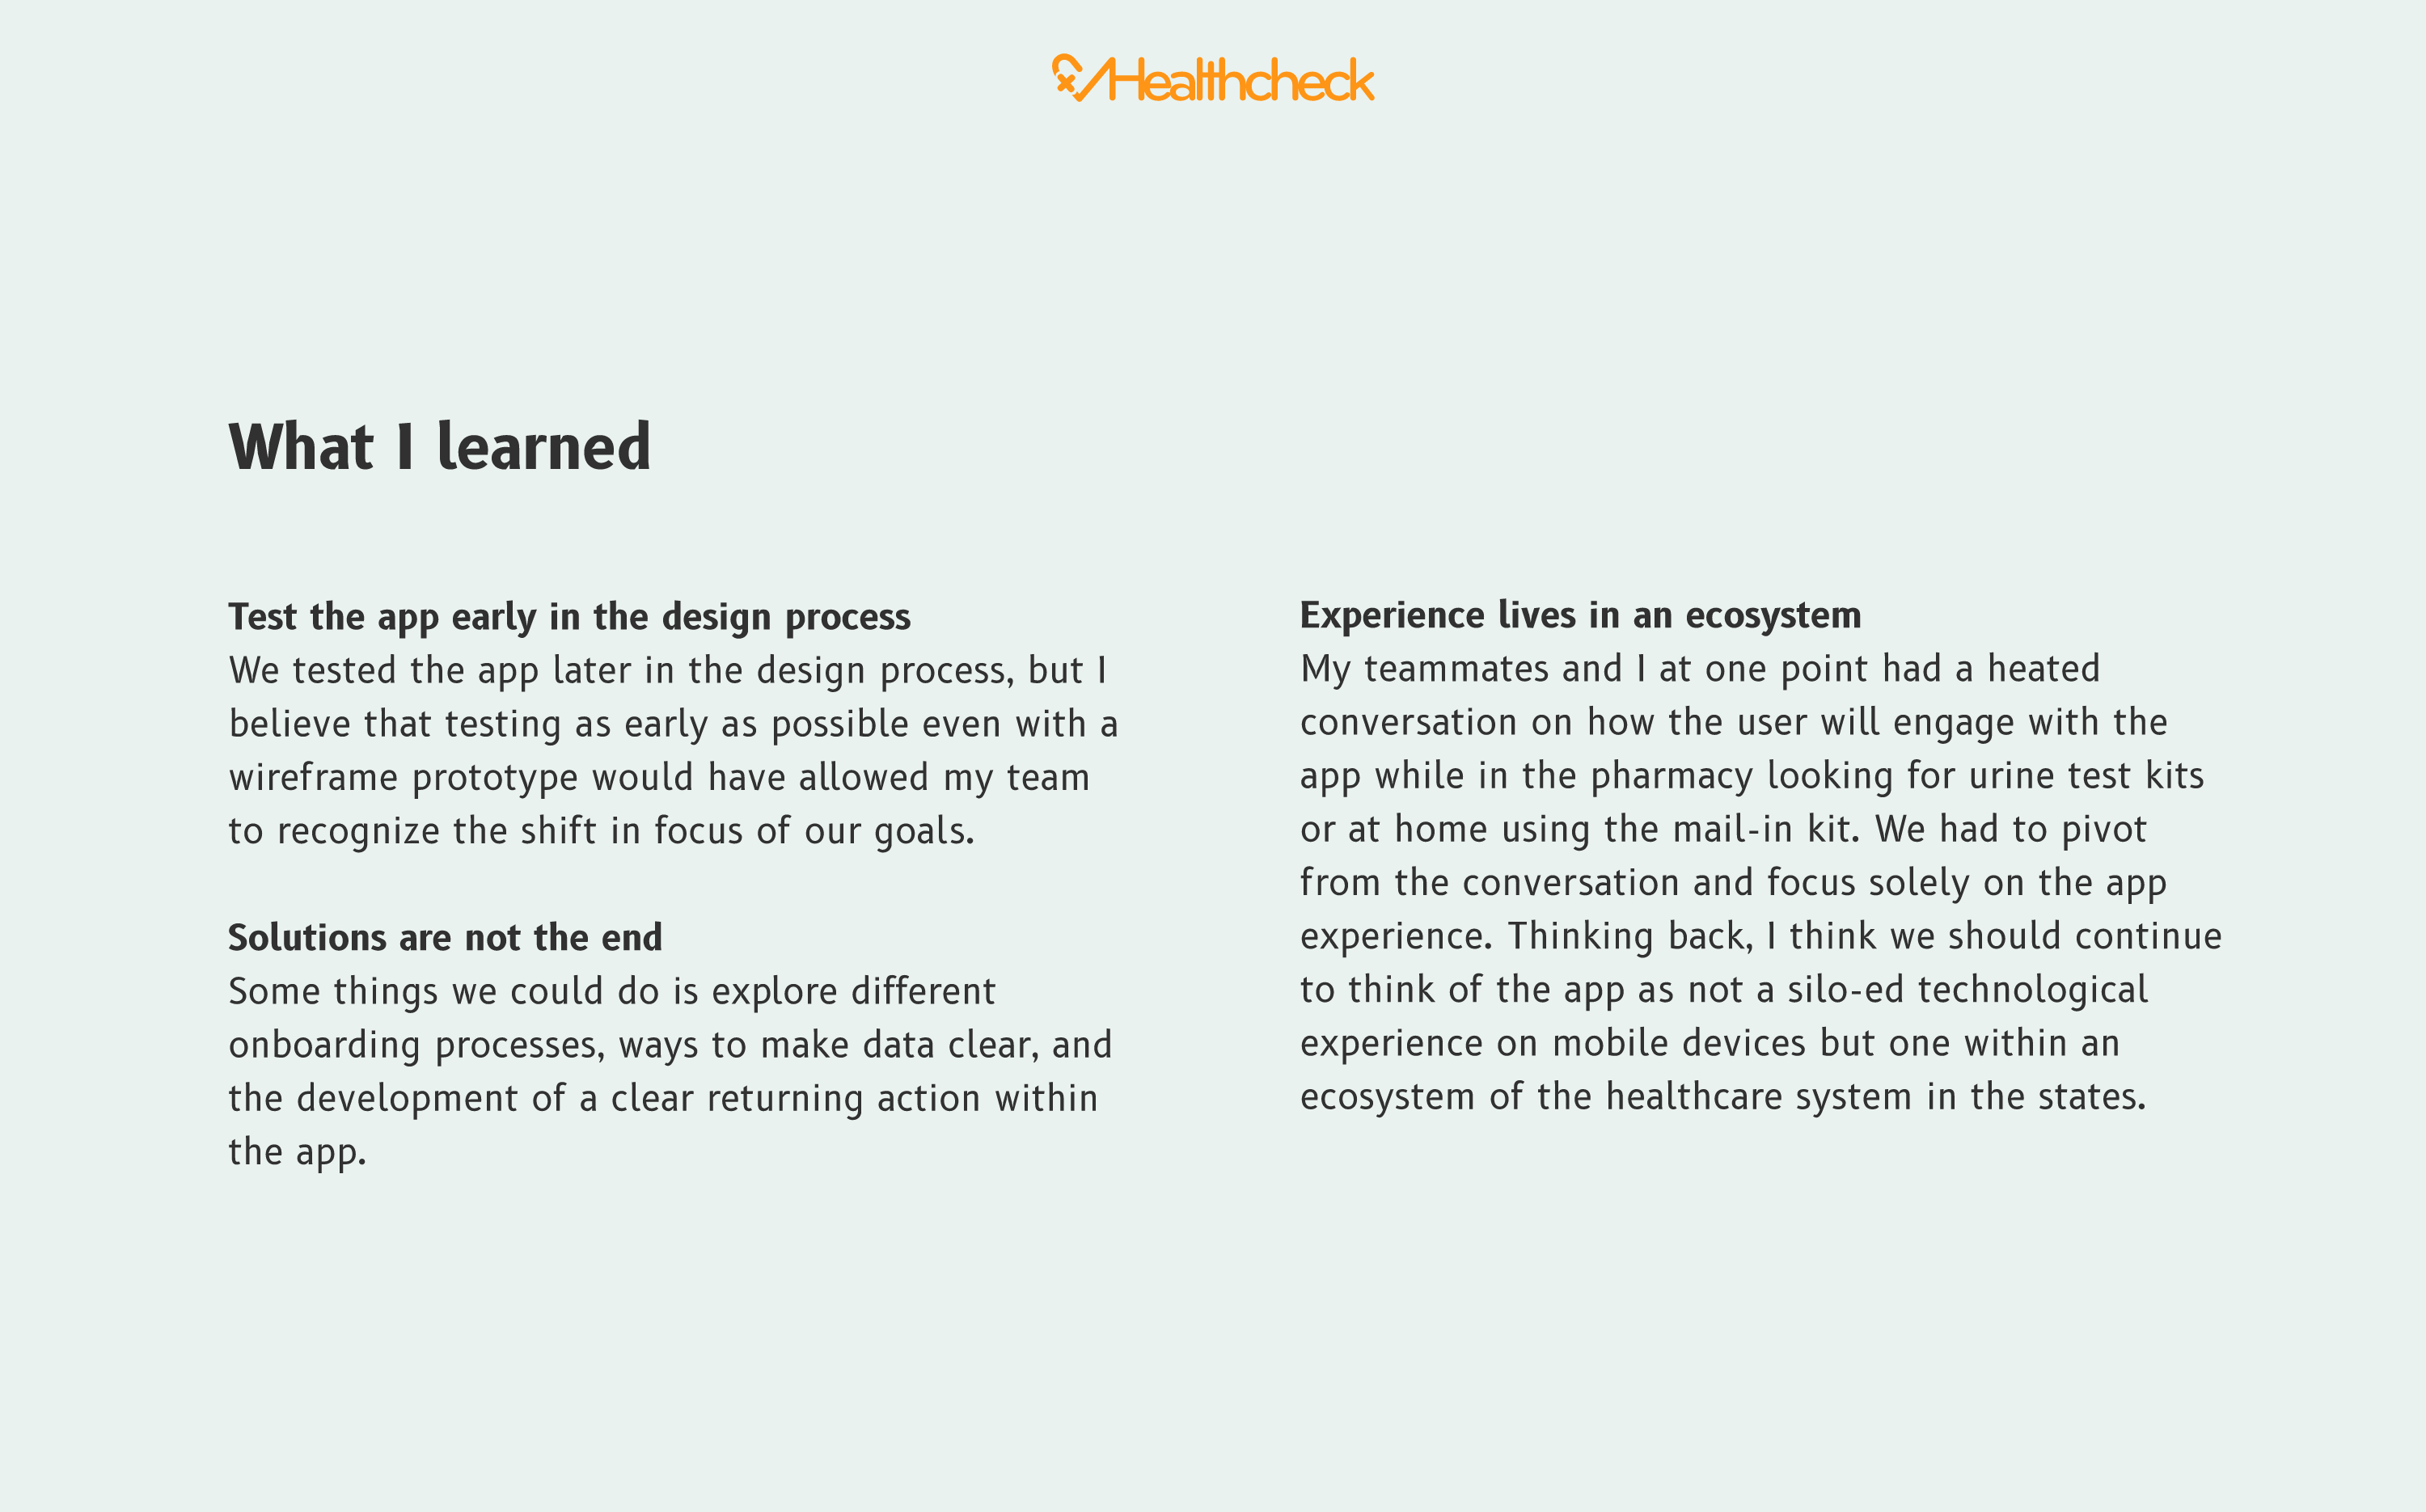 Healthcheck
What I learned
Test the app early in the design process
We tested the app later in the design process, but I
believe that testing as early as possible even with a
wireframe prototype would have allowed my team
to recognize the shift in focus of our goals.
Solutions are not the end
Some things we could do is explore different
onboarding processes, ways to make data clear, and
the development of a clear returning action within
the app.
Experience lives in an ecosystem
My teammates and I at one point had a heated
conversation on how the user will engage with the
app while in the pharmacy looking for urine test kits
or at home using the mail-in kit. We had to pivot
from the conversation and focus solely on the app
experience. Thinking back, I think we should continue
to think of the app as not a silo-ed technological
experience on mobile devices but one within an
ecosystem of the healthcare system in the states.